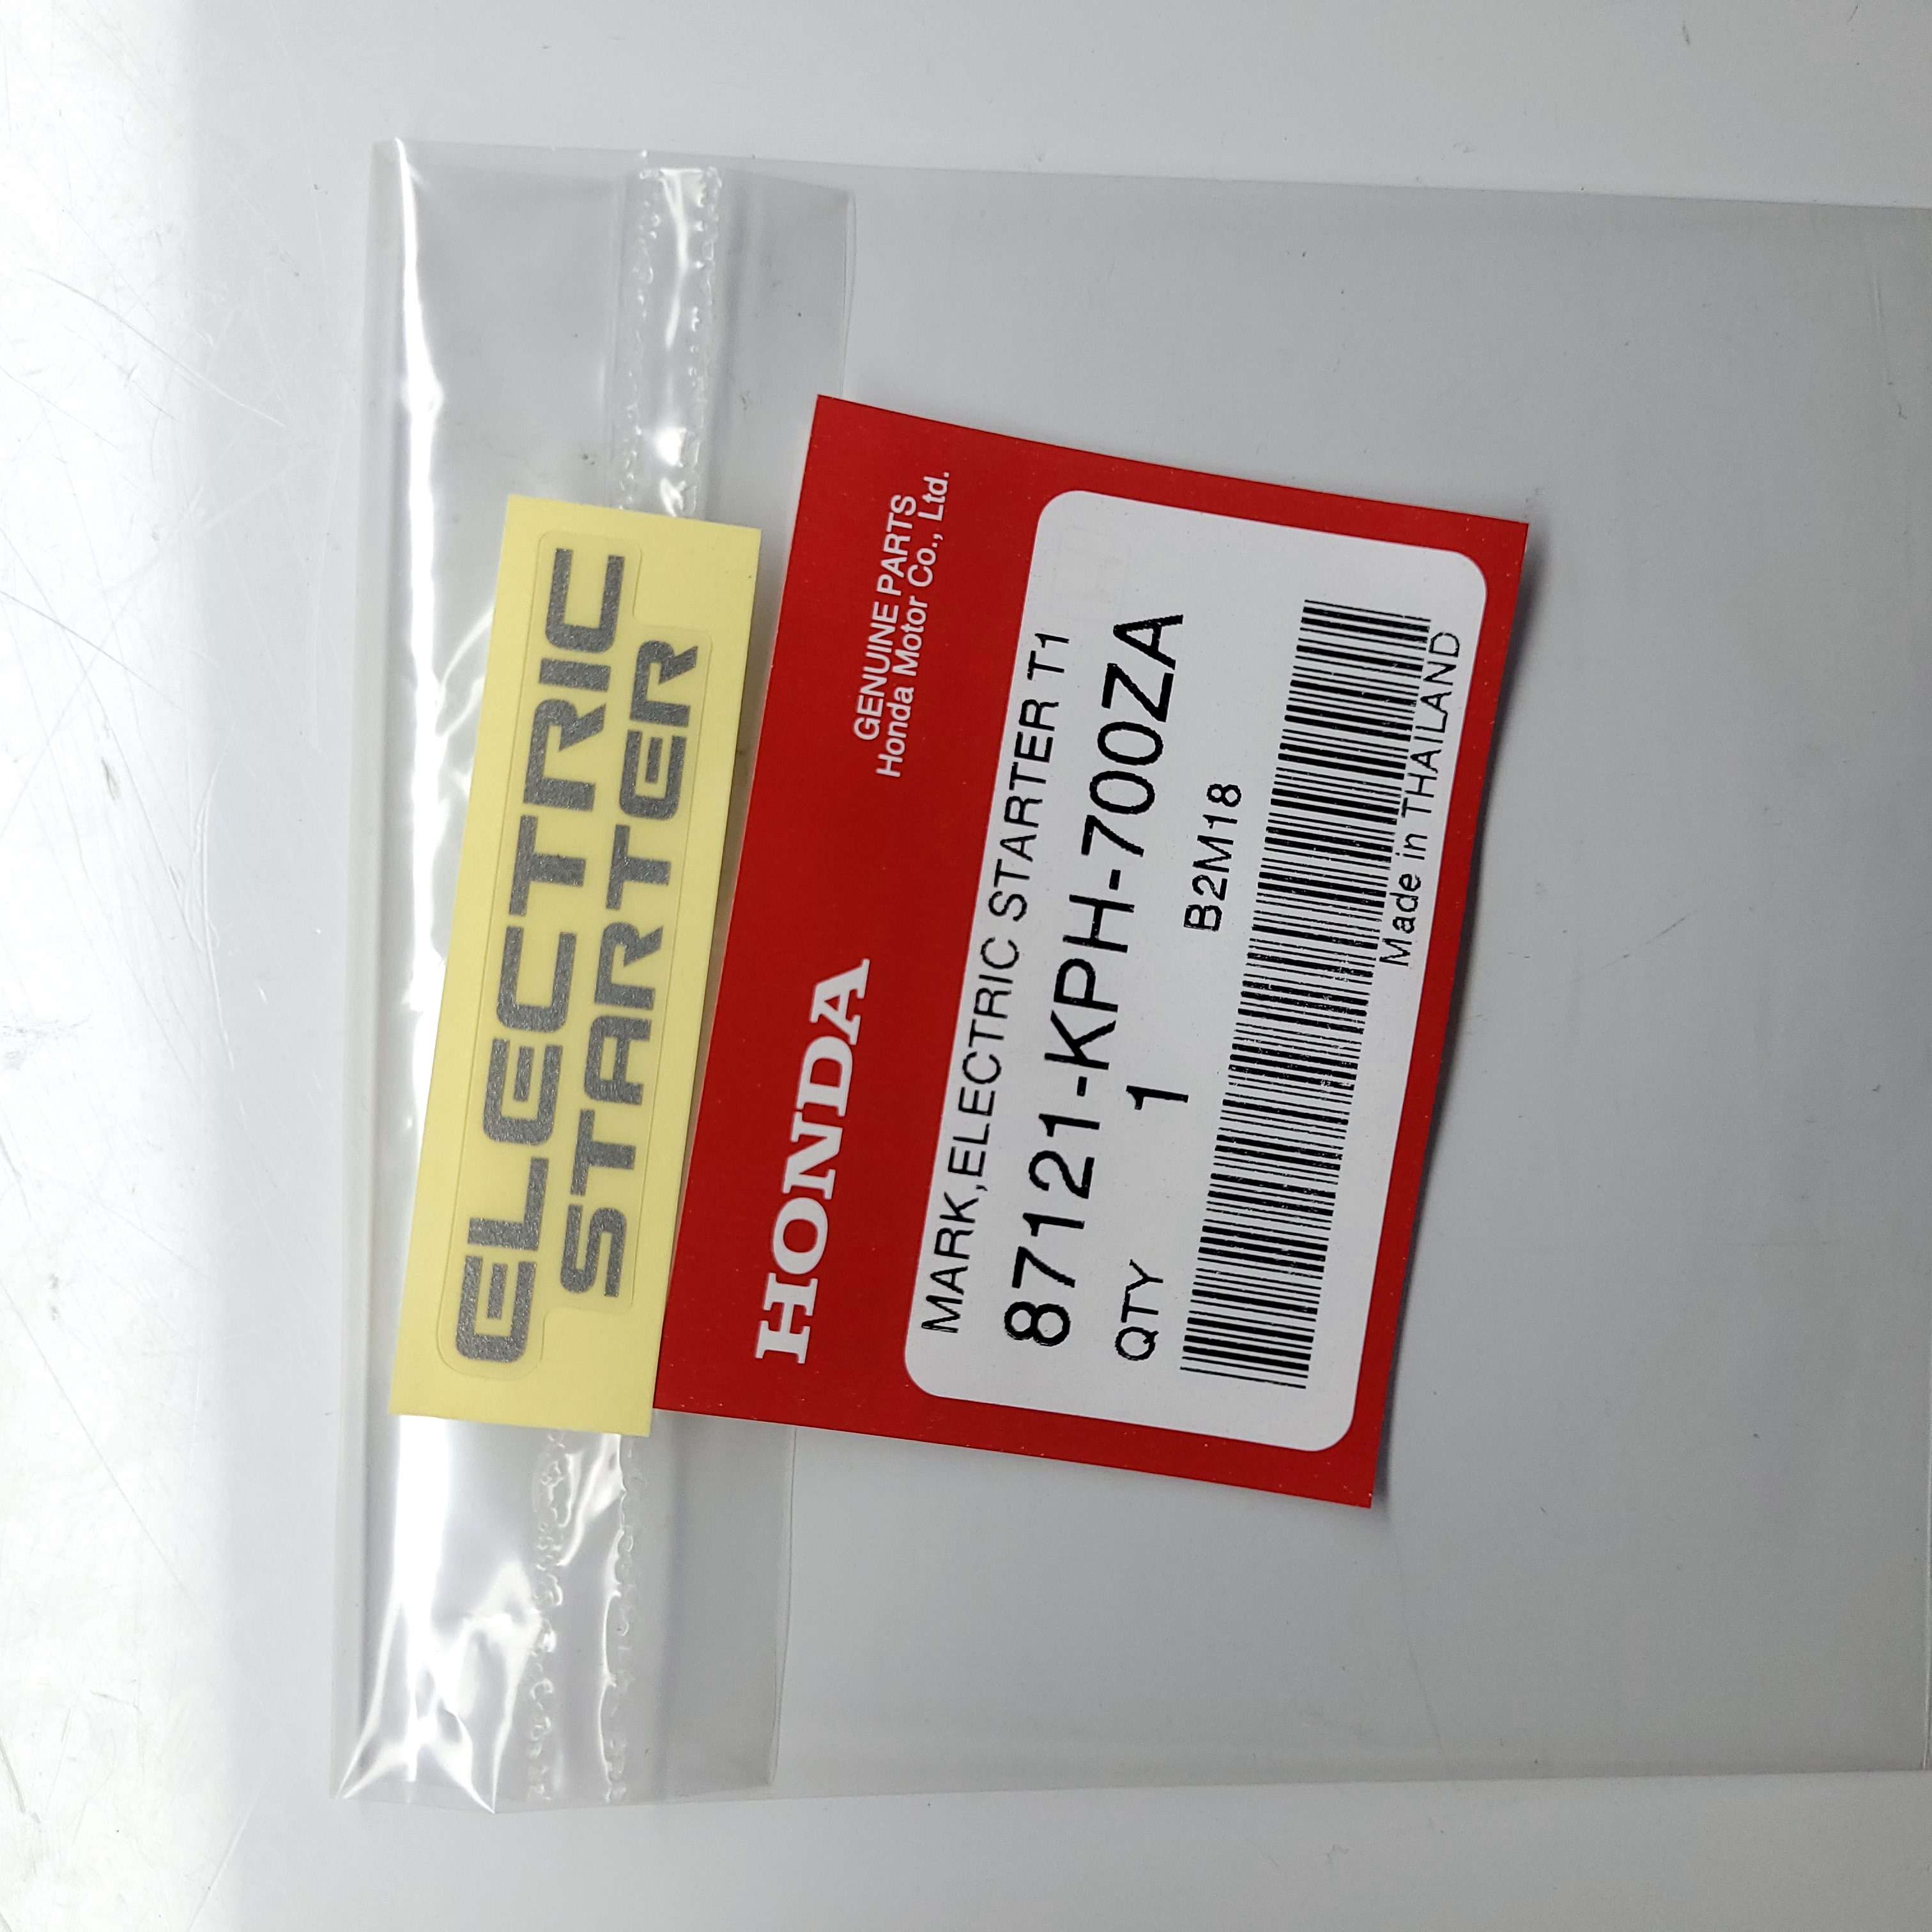 ELECTRIC
STARTER
HONDA
GENUINE PARTS
Honda Motor Co., Ltd.
MARK,ELECTRIC STARTER T1
87121-KPH-700ZA
QTY 1
B2M18
Made in THAILAND